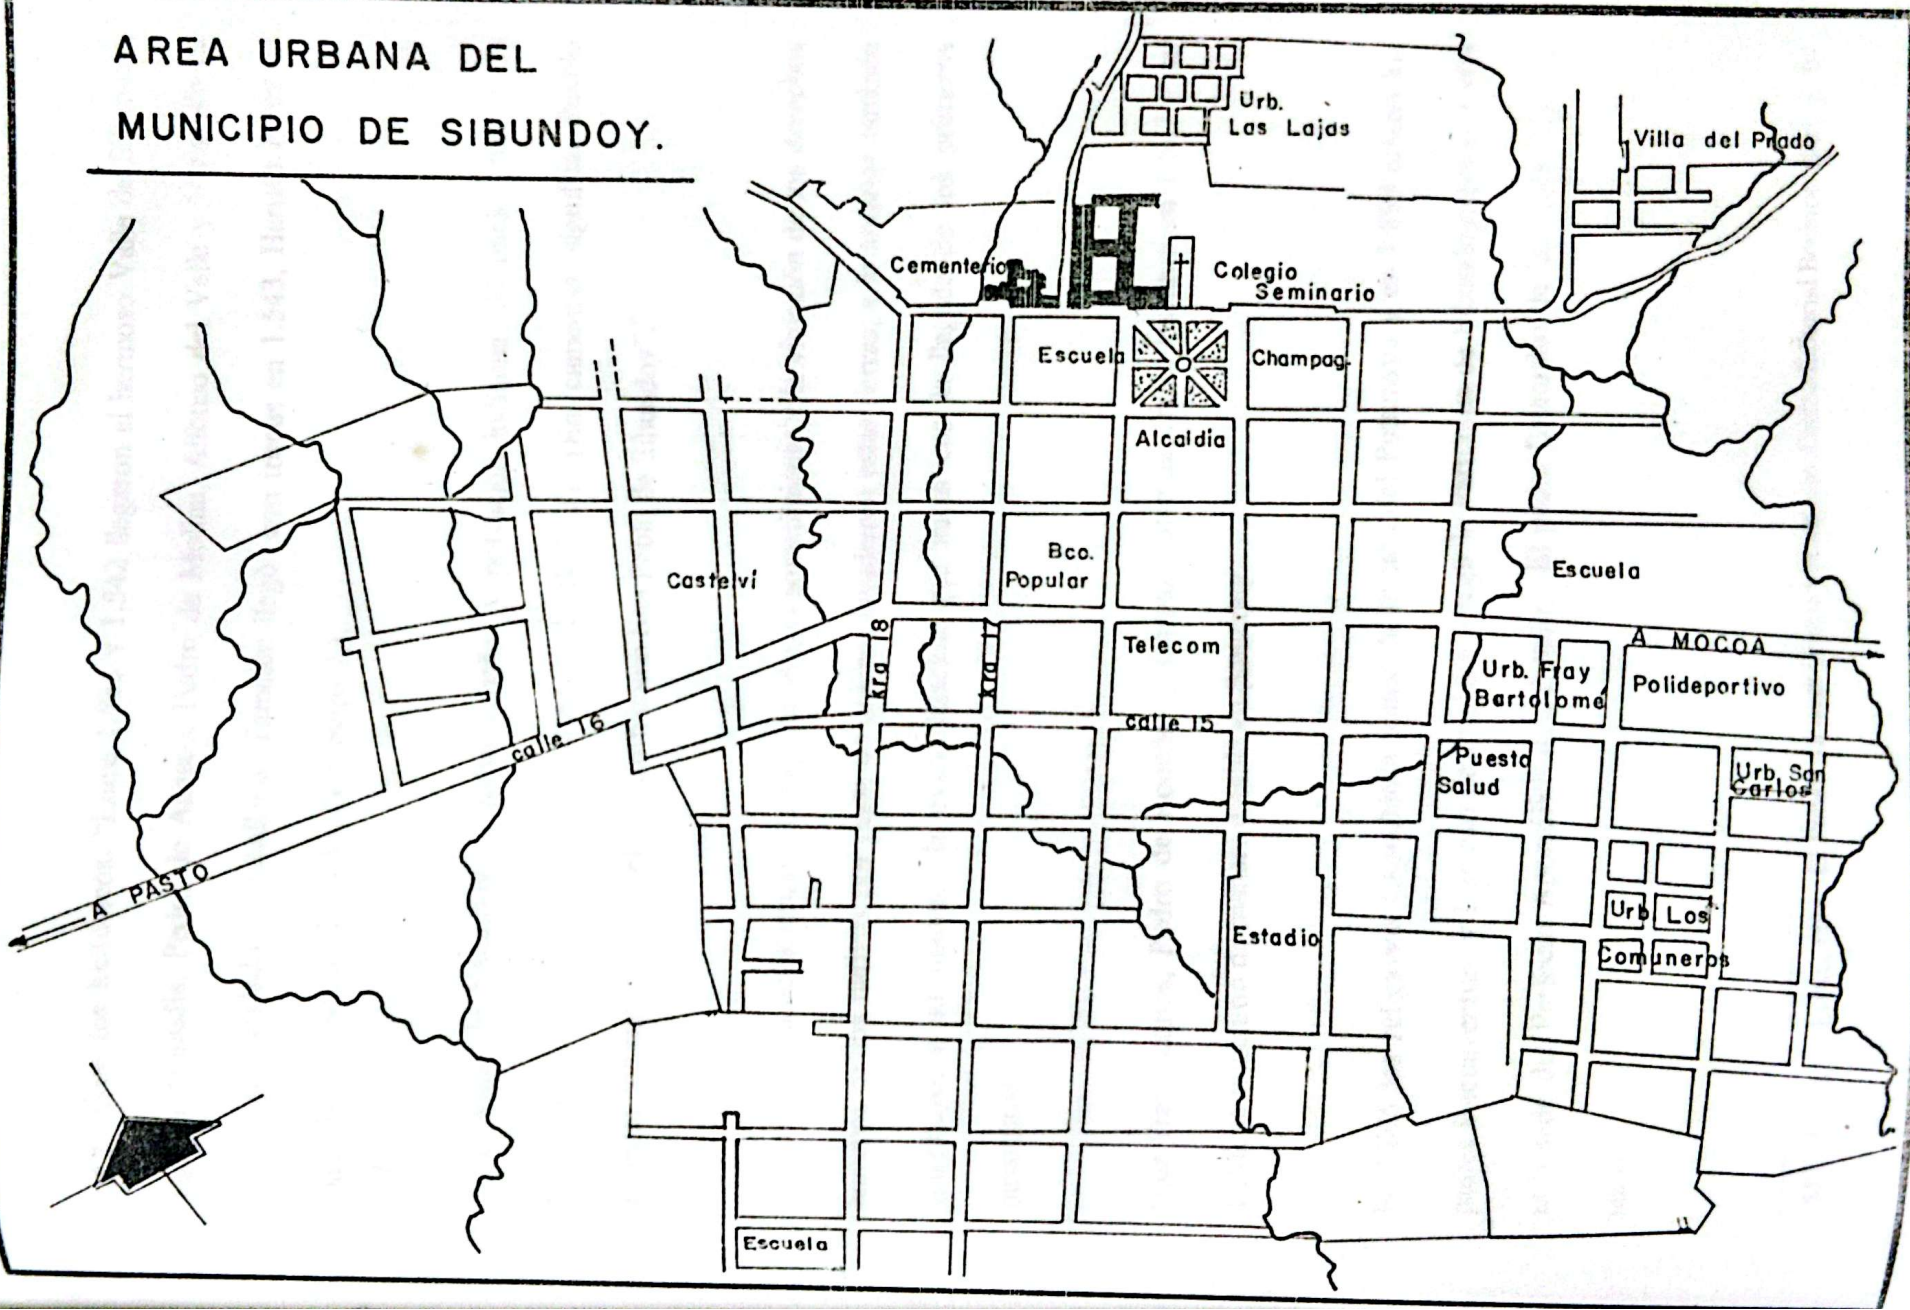 AREA URBANA DEL
MUNICIPIO DE SIBUNDOY.
Urb.
Las Lajas
Villa del Prado
Cementerio
Colegio
Seminario
Escuela
Champag.
Alcaldia
Castelví
Bco.
Popular
Escuela
A MOCOA
kra 18
kra 17
Telecom
Urb. Fray
Bartolomé
Polideportivo
calle 16
calle 15
Puesto
Salud
Urb. San
Carlos
A PASTO
Urb. Los
Comuneros
Estadio
Escuela